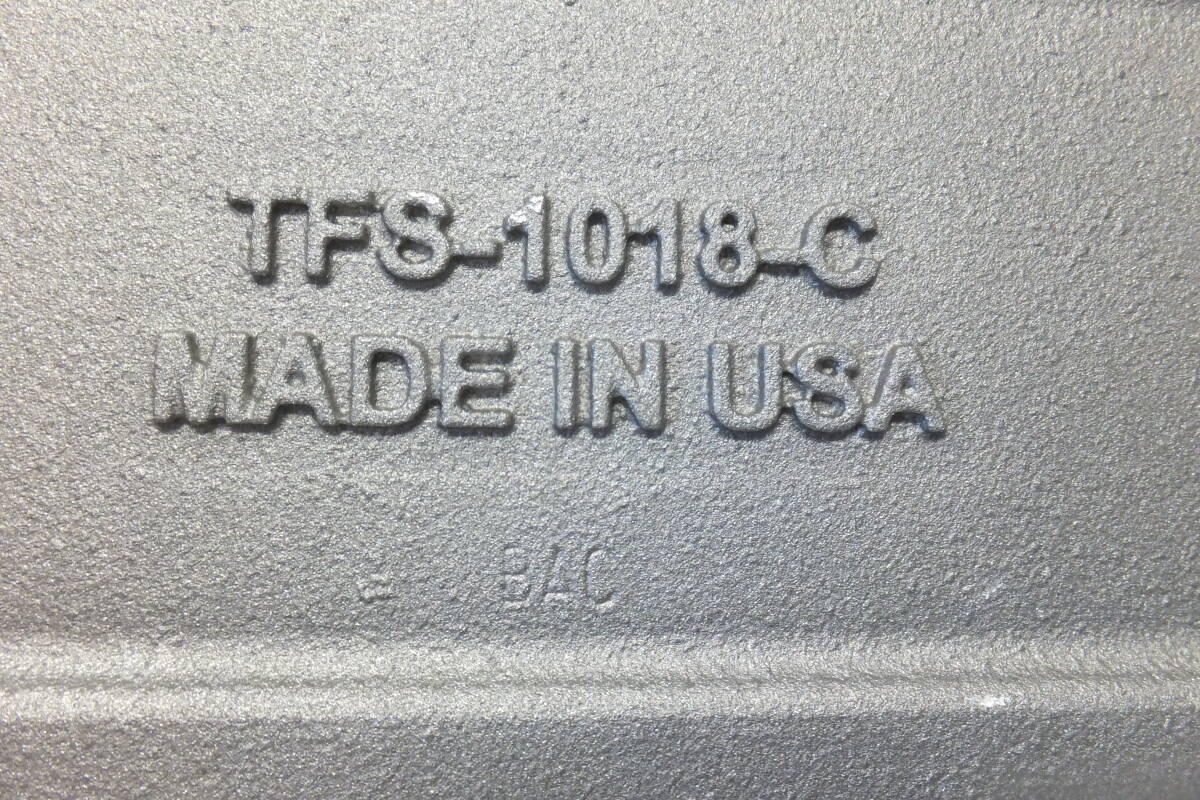 TFS-1018-C
MADE IN USA
BAC